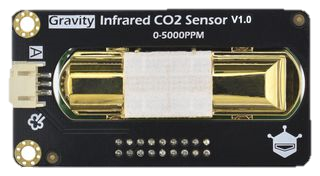 Gravity Infrared CO2 Sensor V1.0
0-5000PPM
A